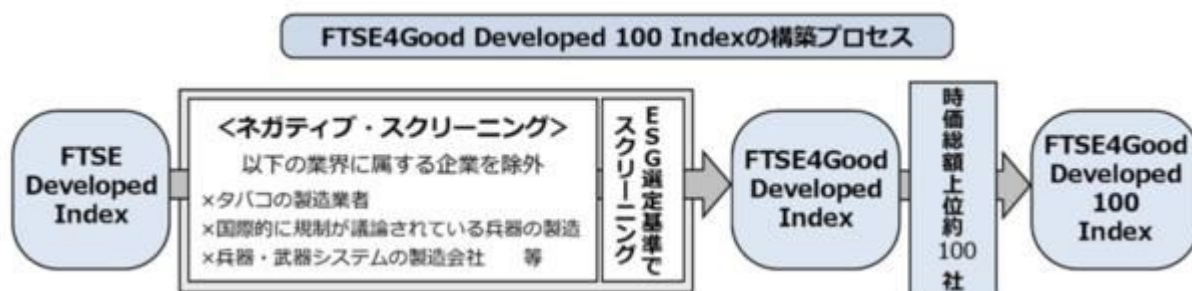 FTSE4Good Developed 100 Indexの構築プロセス
FTSE
Developed
Index
<ネガティブ・スクリーニング>
以下の業界に属する企業を除外
×タバコの製造業者
×国際的に規制が議論されている兵器の製造
×兵器・武器システムの製造会社 等
ESG選定基準で
スクリーニング
FTSE4Good
Developed
Index
時価総額上位約100社
FTSE4Good
Developed
100
Index